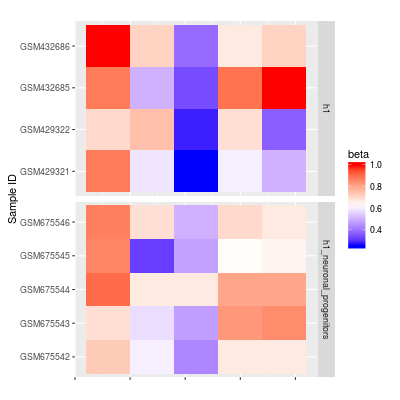 GSM432686
GSM432685
GSM429322
GSM429321
h1
GSM675546
GSM675545
GSM675544
GSM675543
GSM675542
h1_neuronal_progenitors
Sample ID
beta
1.0
0.8
0.6
0.4